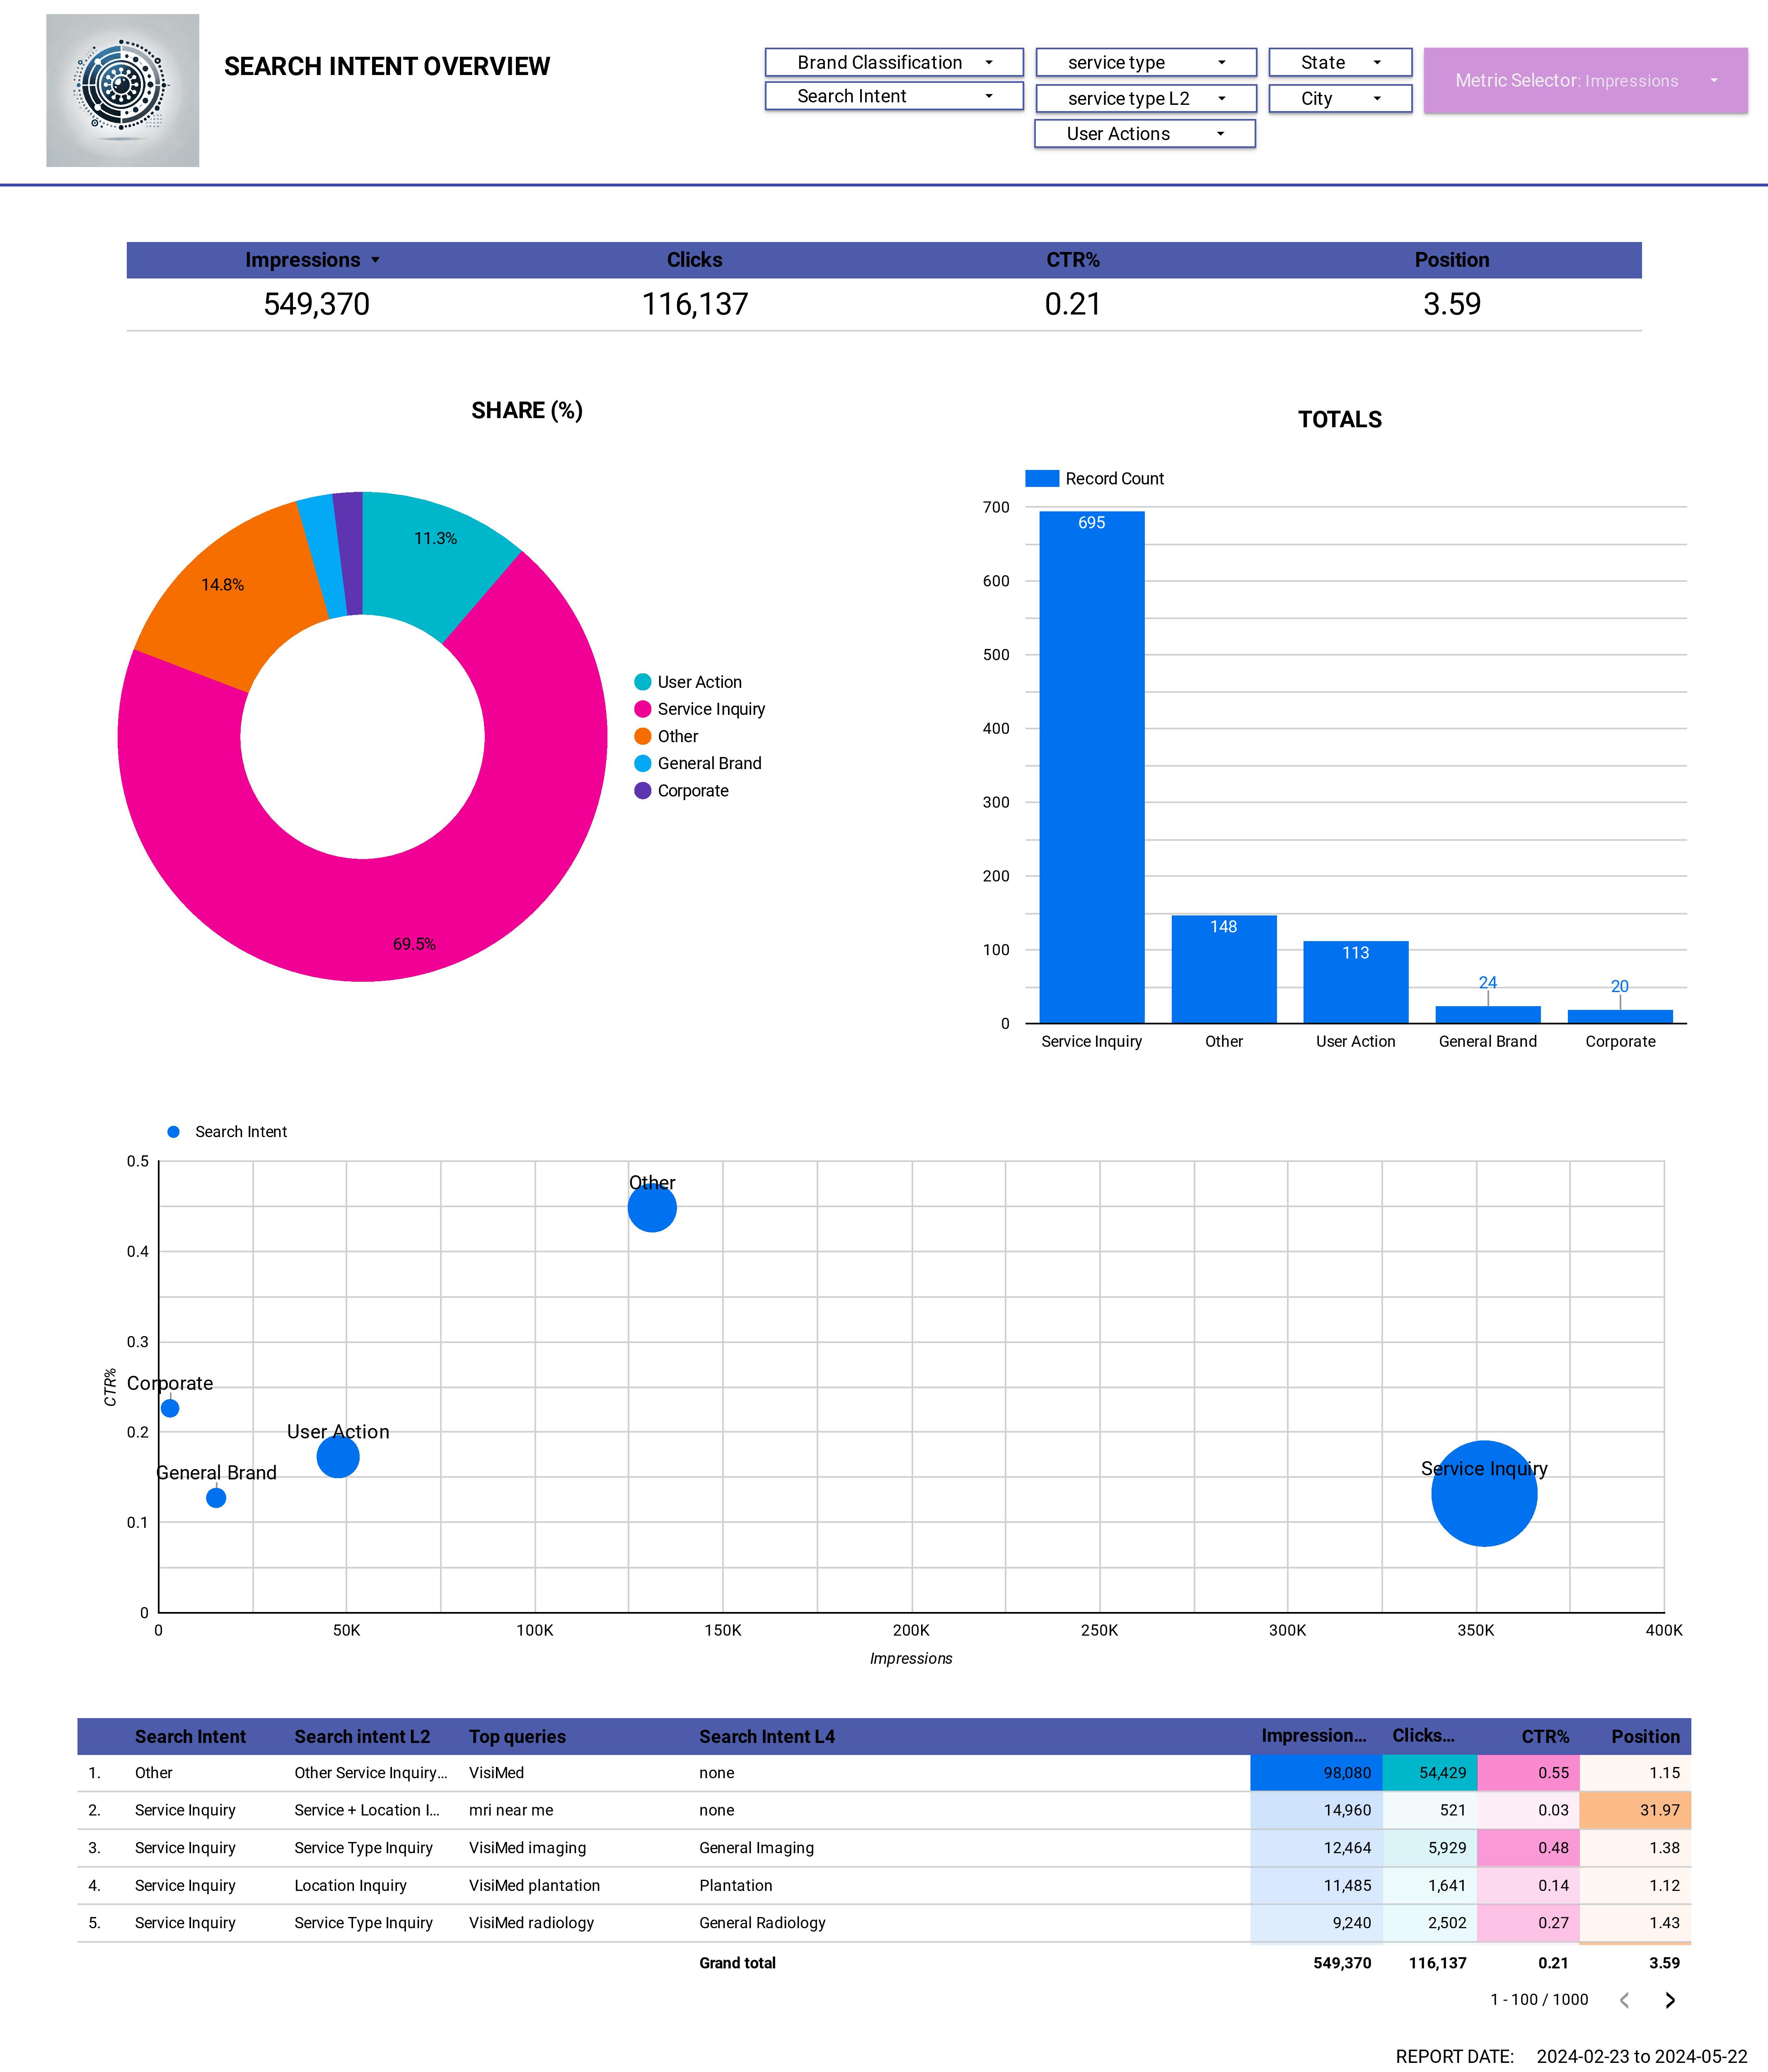 SEARCH INTENT OVERVIEW
Brand Classification
service type
State
Metric Selector: Impressions
Search Intent
service type L2
City
User Actions
Impressions Clicks CTR% Position
549,370 116,137 0.21 3.59
SHARE (%)
11.3%
14.8%
69.5%
User Action
Service Inquiry
Other
General Brand
Corporate
TOTALS
Record Count
700
600
500
400
300
200
100
0
695
148
113
24
20
Service Inquiry Other User Action General Brand Corporate
Search Intent
0.5
0.4
0.3
0.2
0.1
0
CTR%
Other
Corporate
User Action
General Brand
Service Inquiry
0 50K 100K 150K 200K 250K 300K 350K 400K
Impressions
Search Intent Search intent L2 Top queries Search Intent L4 Impression... Clicks... CTR% Position
1. Other Other Service Inquiry... VisiMed none 98,080 54,429 0.55 1.15
2. Service Inquiry Service + Location I... mri near me none 14,960 521 0.03 31.97
3. Service Inquiry Service Type Inquiry VisiMed imaging General Imaging 12,464 5,929 0.48 1.38
4. Service Inquiry Location Inquiry VisiMed plantation Plantation 11,485 1,641 0.14 1.12
5. Service Inquiry Service Type Inquiry VisiMed radiology General Radiology 9,240 2,502 0.27 1.43
Grand total 549,370 116,137 0.21 3.59
1 - 100 / 1000
REPORT DATE: 2024-02-23 to 2024-05-22